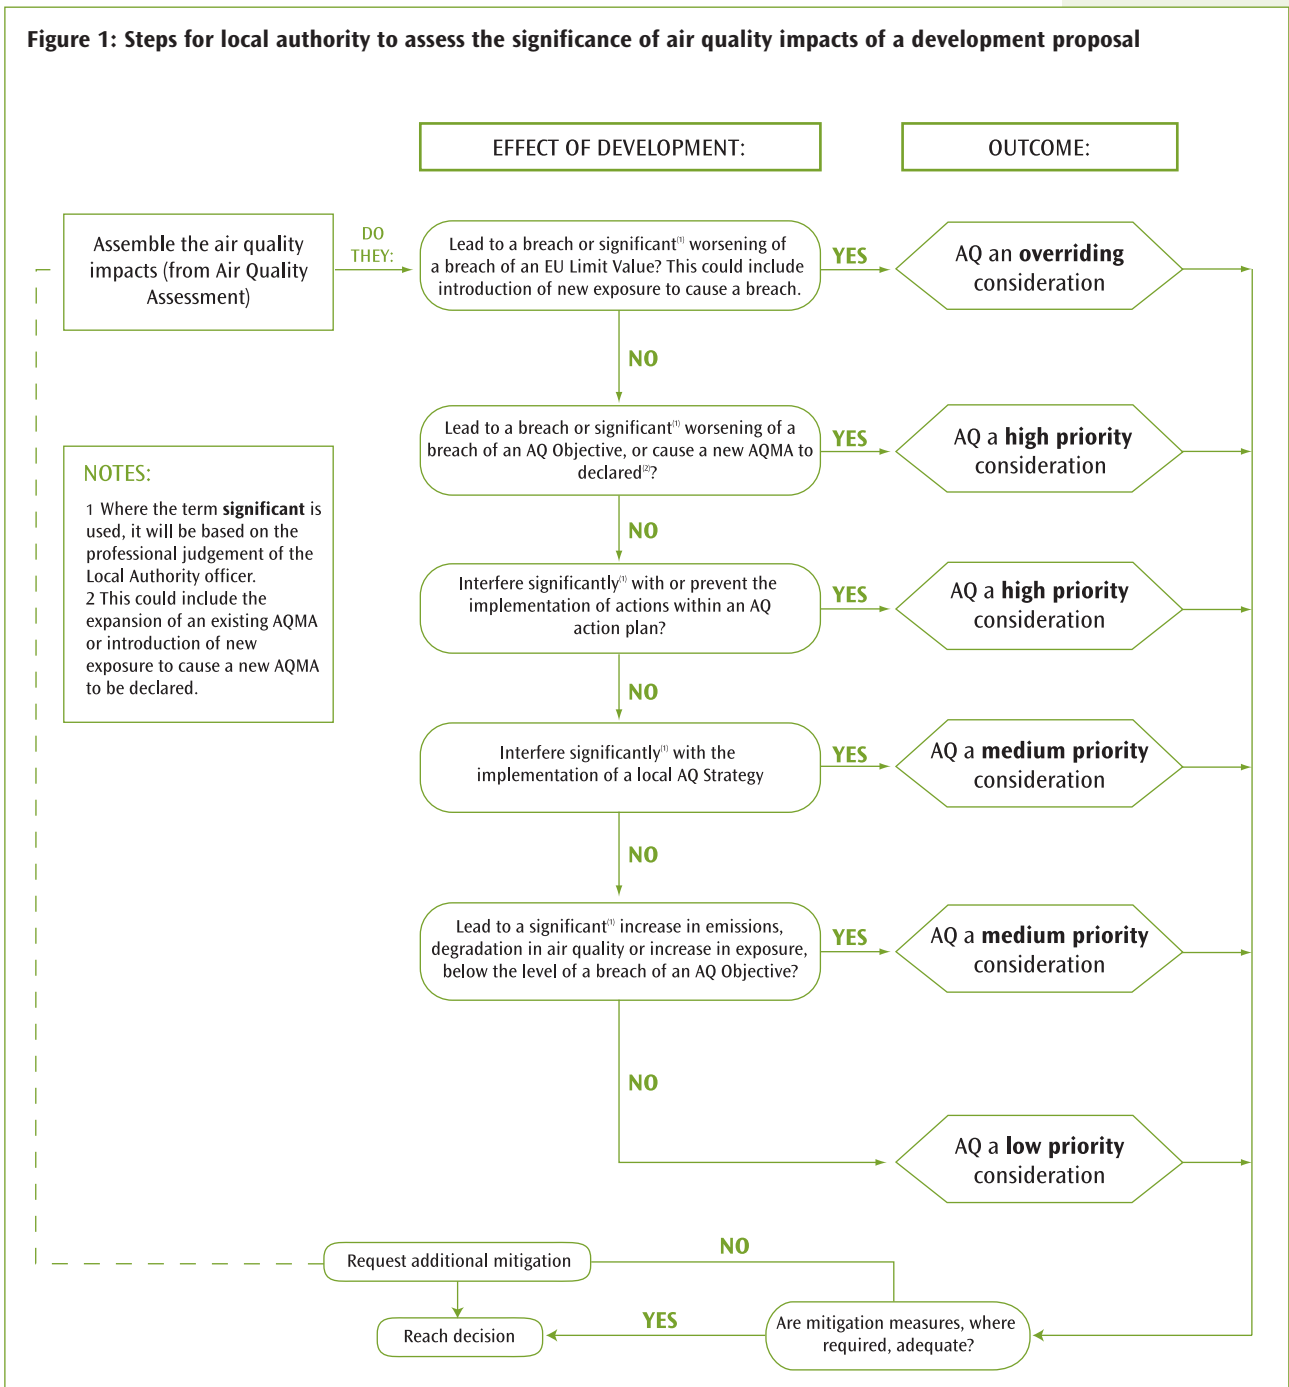 Figure 1: Steps for local authority to assess the significance of air quality impacts of a development proposal
EFFECT OF DEVELOPMENT:
OUTCOME:
Assemble the air quality
impacts (from Air Quality
Assessment)
DO
THEY:
Lead to a breach or significant(1) worsening of
a breach of an EU Limit Value? This could include
introduction of new exposure to cause a breach.
YES
AQ an overriding
consideration
NO
Lead to a breach or significant(1) worsening of a
breach of an AQ Objective, or cause a new AQMA to
declared(2)?
YES
AQ a high priority
consideration
NOTES:
1 Where the term significant is
used, it will be based on the
professional judgement of the
Local Authority officer.
2 This could include the
expansion of an existing AQMA
or introduction of new
exposure to cause a new AQMA
to be declared.
NO
Interfere significantly(1) with or prevent the
implementation of actions within an AQ
action plan?
YES
AQ a high priority
consideration
NO
Interfere significantly(1) with the
implementation of a local AQ Strategy
YES
AQ a medium priority
consideration
NO
Lead to a significant(1) increase in emissions,
degradation in air quality or increase in exposure,
below the level of a breach of an AQ Objective?
YES
AQ a medium priority
consideration
NO
AQ a low priority
consideration
Request additional mitigation
NO
Reach decision
YES
Are mitigation measures, where
required, adequate?